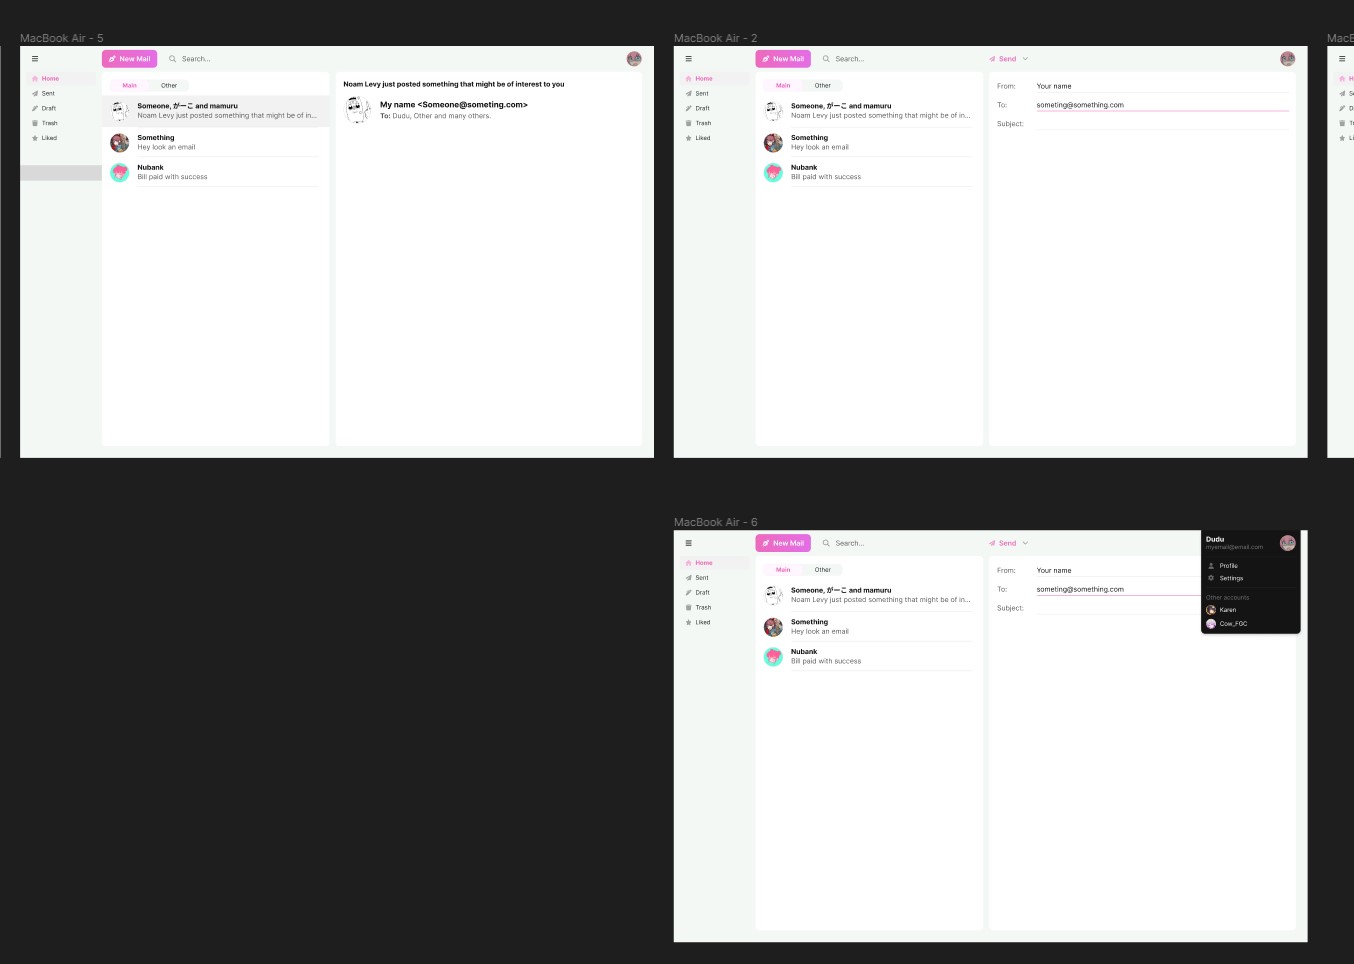 MacBook Air - 5
New Mail
Search...
Home
Sent
Draft
Trash
Liked
Main Other
Someone, がーこ and mamuru
Noam Levy just posted something that might be of in...
Something
Hey look an email
Nubank
Bill paid with success
Noam Levy just posted something that might be of interest to you
My name <Someone@someting.com>
To: Dudu, Other and many others.
MacBook Air - 2
New Mail
Search...
Send
Home
Sent
Draft
Trash
Liked
Main Other
Someone, がーこ and mamuru
Noam Levy just posted something that might be of in...
Something
Hey look an email
Nubank
Bill paid with success
From: Your name
To: someting@something.com
Subject:
MacBook Air - 6
New Mail
Search...
Send
Home
Sent
Draft
Trash
Liked
Main Other
Someone, がーこ and mamuru
Noam Levy just posted something that might be of in...
Something
Hey look an email
Nubank
Bill paid with success
From: Your name
To: someting@something.com
Subject:
Dudu
myemail@email.com
Profile
Settings
Other accounts
Karen
Cow_FGC